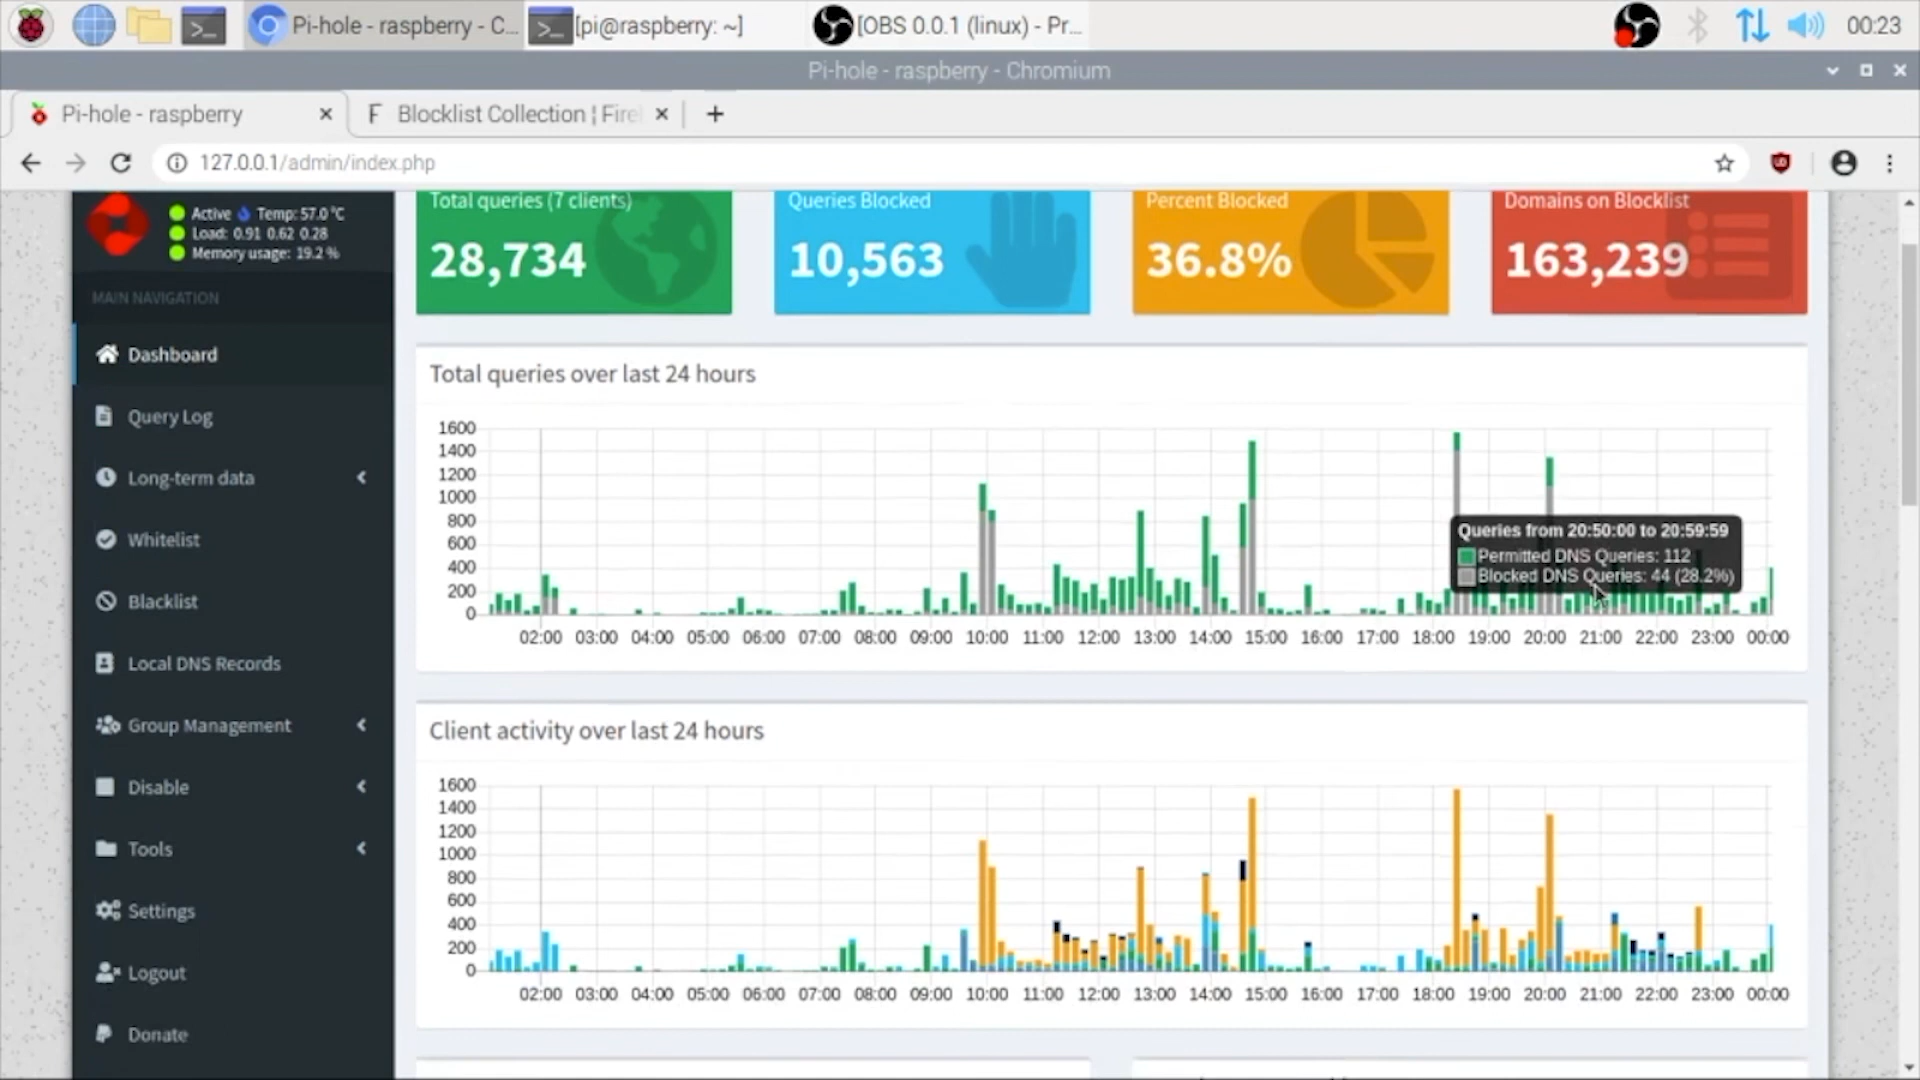 Pi-hole - raspberry - C...
[pi@raspberry: ~]
[OBS 0.0.1 (linux) - Pr...
00:23
Pi-hole - raspberry - Chromium
Pi-hole - raspberry
Blocklist Collection ¦ Fire
127.0.0.1/admin/index.php
Active Temp: 57.0 °C
Load: 0.91 0.62 0.28
Memory usage: 19.2 %
MAIN NAVIGATION
Dashboard
Query Log
Long-term data
Whitelist
Blacklist
Local DNS Records
Group Management
Disable
Tools
Settings
Logout
Donate
Total queries (7 clients)
28,734
Queries Blocked
10,563
Percent Blocked
36.8%
Domains on Blocklist
163,239
Total queries over last 24 hours
1600
1400
1200
1000
800
600
400
200
0
02:00 03:00 04:00 05:00 06:00 07:00 08:00 09:00 10:00 11:00 12:00 13:00 14:00 15:00 16:00 17:00 18:00 19:00 20:00 21:00 22:00 23:00 00:00
Queries from 20:50:00 to 20:59:59
Permitted DNS Queries: 112
Blocked DNS Queries: 44 (28.2%)
Client activity over last 24 hours
1600
1400
1200
1000
800
600
400
200
0
02:00 03:00 04:00 05:00 06:00 07:00 08:00 09:00 10:00 11:00 12:00 13:00 14:00 15:00 16:00 17:00 18:00 19:00 20:00 21:00 22:00 23:00 00:00